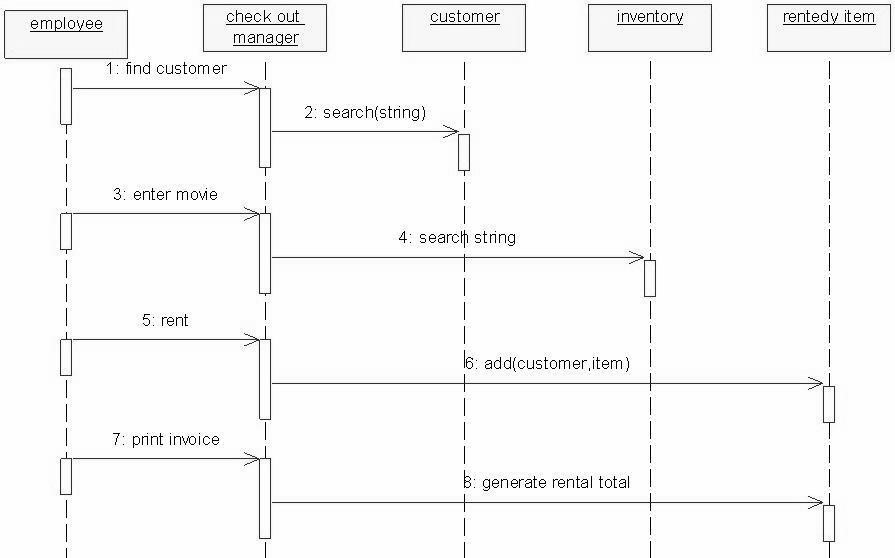 employee
check out
manager
customer
inventory
rentedy item
1: find customer
2: search(string)
3: enter movie
4: search string
5: rent
6: add(customer,item)
7: print invoice
8: generate rental total